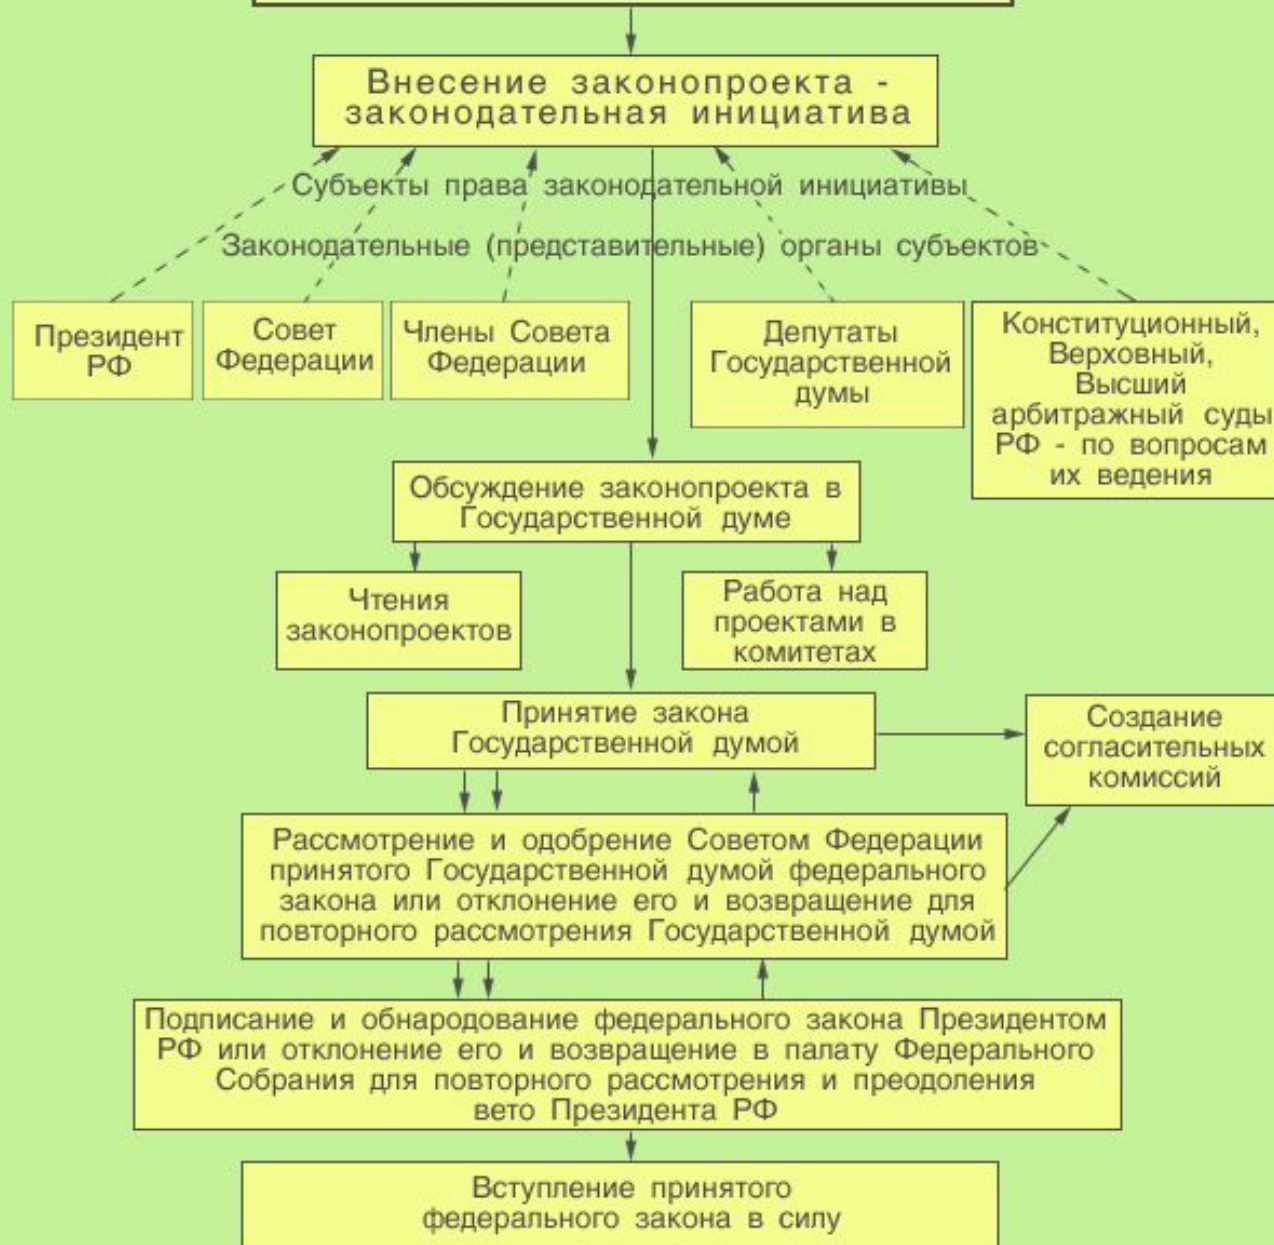 Внесение законопроекта -
законодательная инициатива
Субъекты права законодательной инициативы
Законодательные (представительные) органы субъектов
Президент
РФ
Совет
Федерации
Члены Совета
Федерации
Депутаты
Государственной
думы
Конституционный,
Верховный,
Высший
арбитражный суды
РФ - по вопросам
их ведения
Обсуждение законопроекта в
Государственной думе
Чтения
законопроектов
Работа над
проектами в
комитетах
Принятие закона
Государственной думой
Создание
согласительных
комиссий
Рассмотрение и одобрение Советом Федерации
принятого Государственной думой федерального
закона или отклонение его и возвращение для
повторного рассмотрения Государственной думой
Подписание и обнародование федерального закона Президентом
РФ или отклонение его и возвращение в палату Федерального
Собрания для повторного рассмотрения и преодоления
вето Президента РФ
Вступление принятого
федерального закона в силу